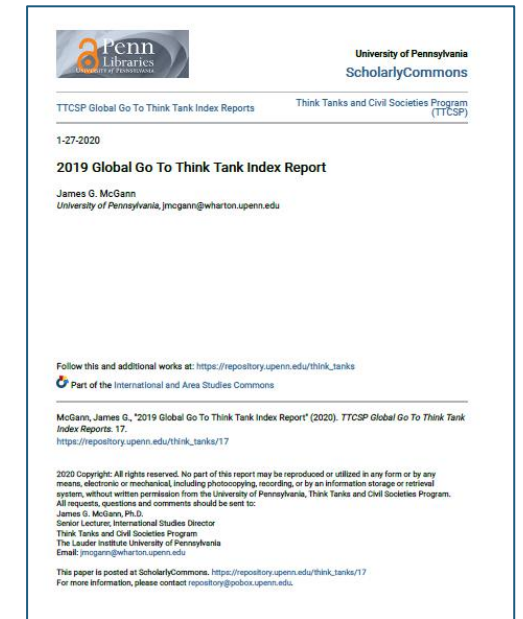 Penn
Libraries
UNIVERSITY OF PENNSYLVANIA
University of Pennsylvania
ScholarlyCommons
TTCSP Global Go To Think Tank Index Reports
Think Tanks and Civil Societies Program
(TTCSP)
1-27-2020
2019 Global Go To Think Tank Index Report
James G. McGann
University of Pennsylvania, jmcgann@wharton.upenn.edu
Follow this and additional works at: https://repository.upenn.edu/think_tanks
Part of the International and Area Studies Commons
McGann, James G., "2019 Global Go To Think Tank Index Report" (2020). TTCSP Global Go To Think Tank
Index Reports. 17.
https://repository.upenn.edu/think_tanks/17
2020 Copyright: All rights reserved. No part of this report may be reproduced or utilized in any form or by any
means, electronic or mechanical, including photocopying, recording, or by an information storage or retrieval
system, without written permission from the University of Pennsylvania, Think Tanks and Civil Societies Program.
All requests, questions and comments should be sent to:
James G. McGann, Ph.D.
Senior Lecturer, International Studies Director
Think Tanks and Civil Societies Program
The Lauder Institute University of Pennsylvania
Email: jmcgann@wharton.upenn.edu
This paper is posted at ScholarlyCommons. https://repository.upenn.edu/think_tanks/17
For more information, please contact repository@pobox.upenn.edu.